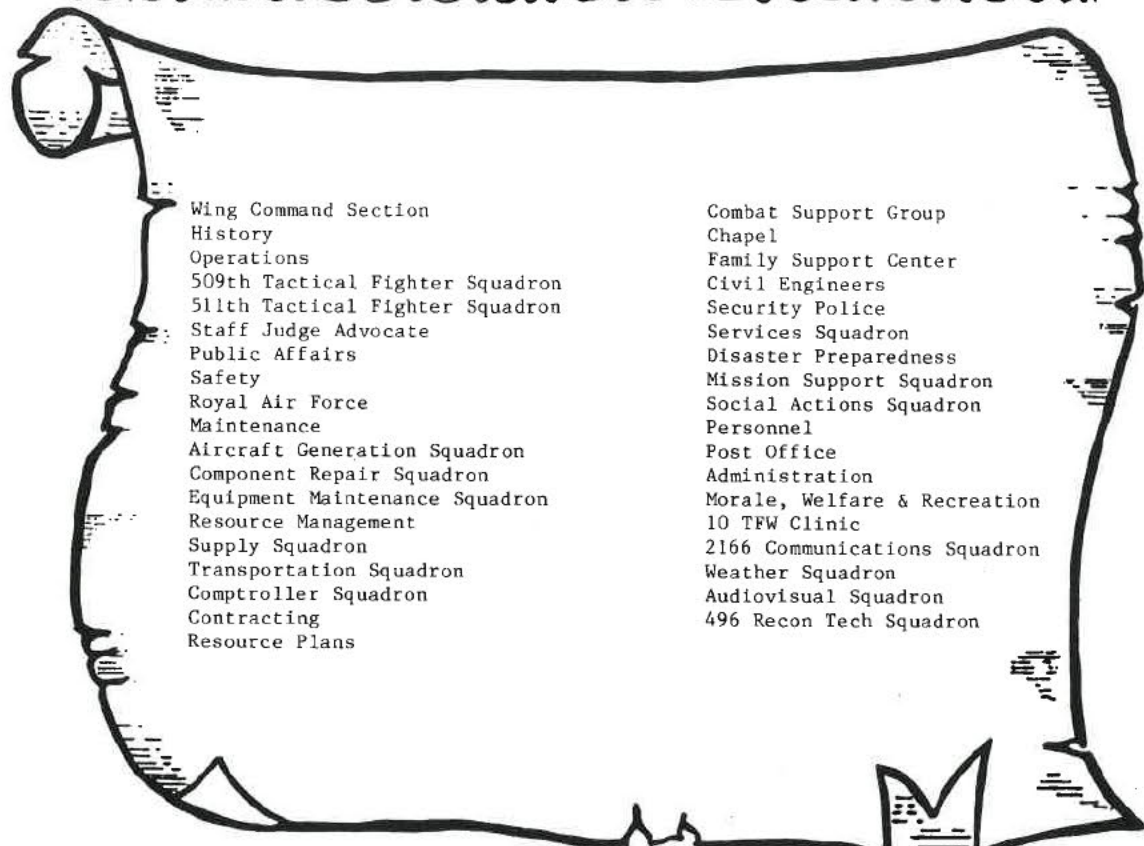 Wing Command Section
History
Operations
509th Tactical Fighter Squadron
511th Tactical Fighter Squadron
Staff Judge Advocate
Public Affairs
Safety
Royal Air Force
Maintenance
Aircraft Generation Squadron
Component Repair Squadron
Equipment Maintenance Squadron
Resource Management
Supply Squadron
Transportation Squadron
Comptroller Squadron
Contracting
Resource Plans
Combat Support Group
Chapel
Family Support Center
Civil Engineers
Security Police
Services Squadron
Disaster Preparedness
Mission Support Squadron
Social Actions Squadron
Personnel
Post Office
Administration
Morale, Welfare & Recreation
10 TFW Clinic
2166 Communications Squadron
Weather Squadron
Audiovisual Squadron
496 Recon Tech Squadron